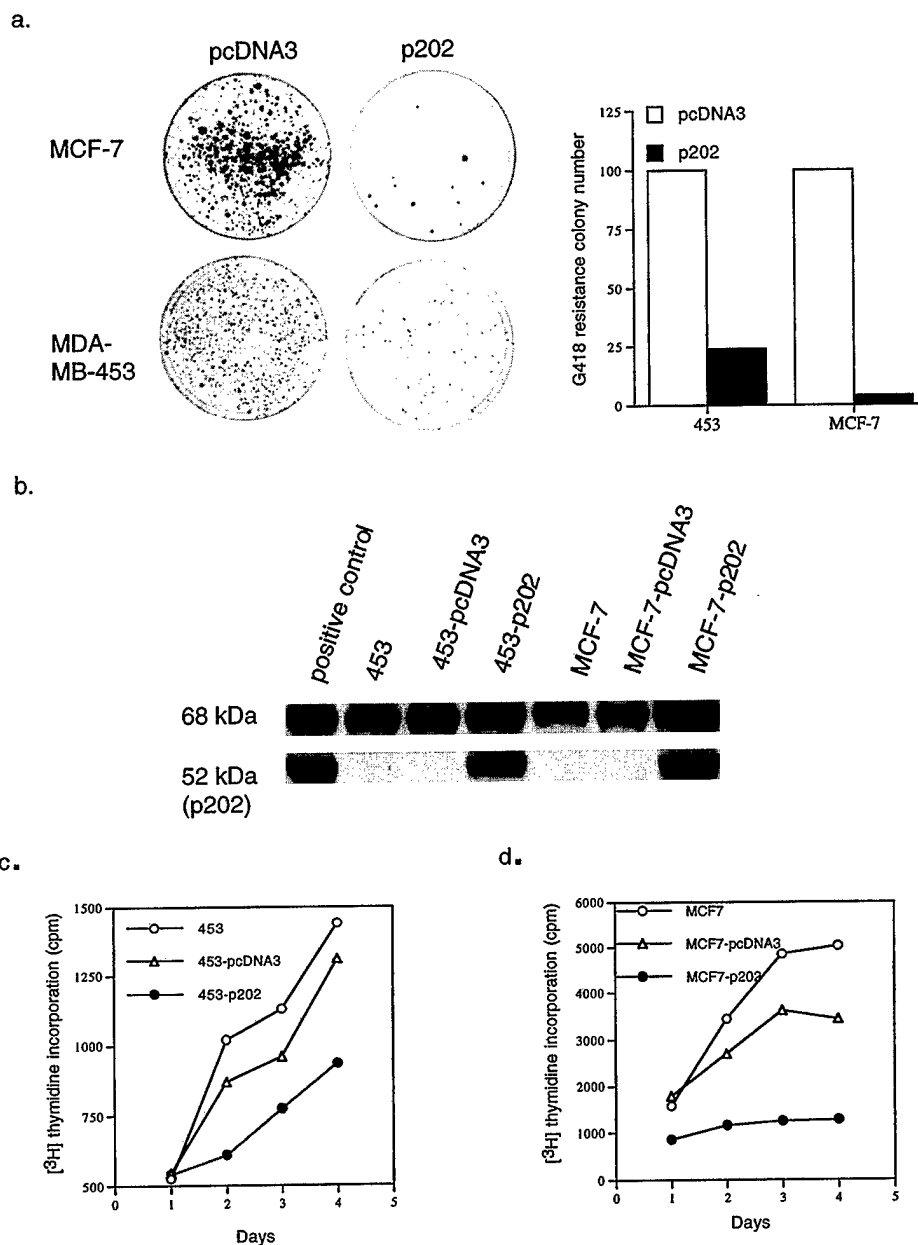 a.
pcDNA3
p202
MCF-7
MDA-
MB-453
G418 resistance colony number
125
100
75
50
25
0
pcDNA3
p202
453
MCF-7
b.
positive control
453
453-pcDNA3
453-p202
MCF-7
MCF-7-pcDNA3
MCF-7-p202
68 kDa
52 kDa
(p202)
c.
[3H] thymidine incorporation (cpm)
1500
1250
1000
750
500
453
453-pcDNA3
453-p202
0
1
2
3
4
5
Days
d.
[3H] thymidine incorporation (cpm)
6000
5000
4000
3000
2000
1000
0
MCF7
MCF7-pcDNA3
MCF7-p202
0
1
2
3
4
5
Days